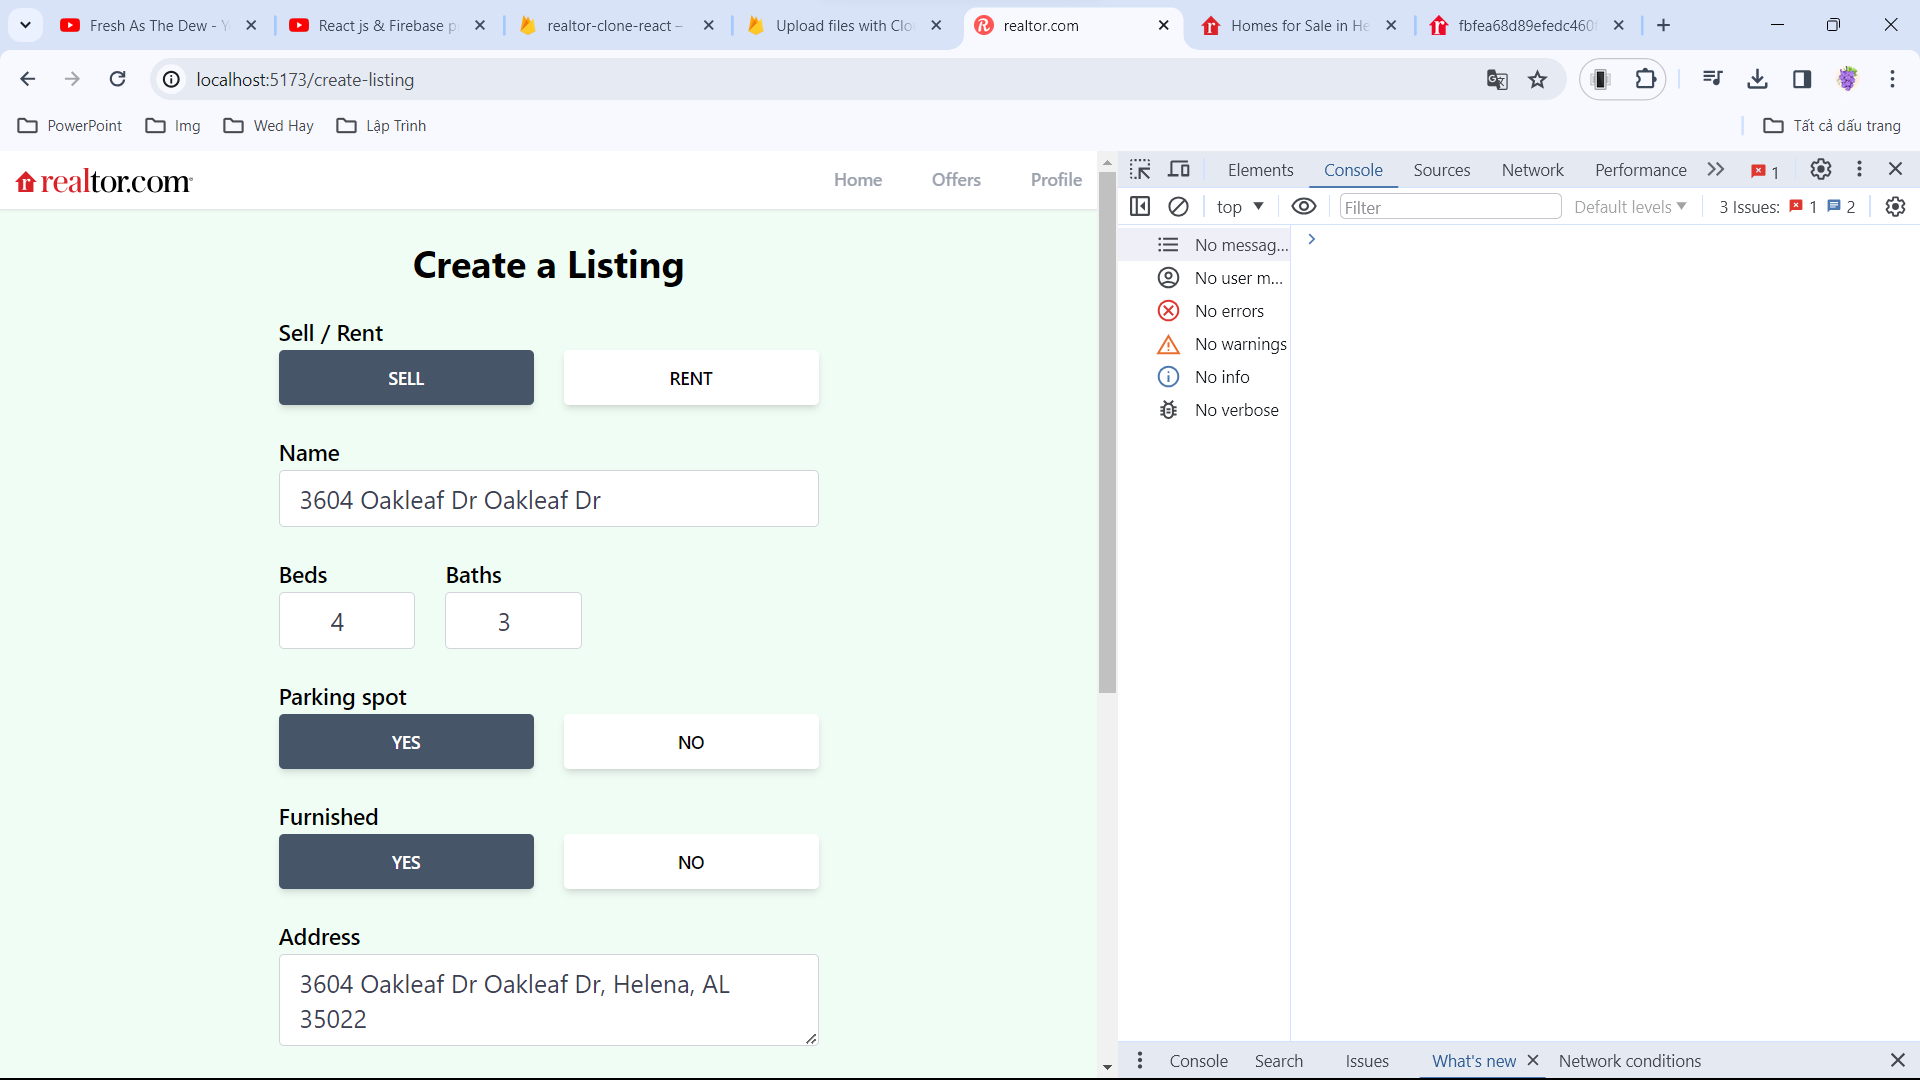 Fresh As The Dew - Y
React js & Firebase p
realtor-clone-react –
Upload files with Clo
realtor.com
Homes for Sale in He
fbfea68d89efedc460f
localhost:5173/create-listing
PowerPoint
Img
Wed Hay
Lập Trình
Tất cả dấu trang
realtor.com
Home
Offers
Profile
Create a Listing
Sell / Rent
SELL
RENT
Name
3604 Oakleaf Dr Oakleaf Dr
Beds
Baths
4
3
Parking spot
YES
NO
Furnished
YES
NO
Address
3604 Oakleaf Dr Oakleaf Dr, Helena, AL
35022
Elements
Console
Sources
Network
Performance
1
top
Filter
Default levels
3 Issues:
1
2
No messag...
No user m...
No errors
No warnings
No info
No verbose
Console
Search
Issues
What's new
Network conditions